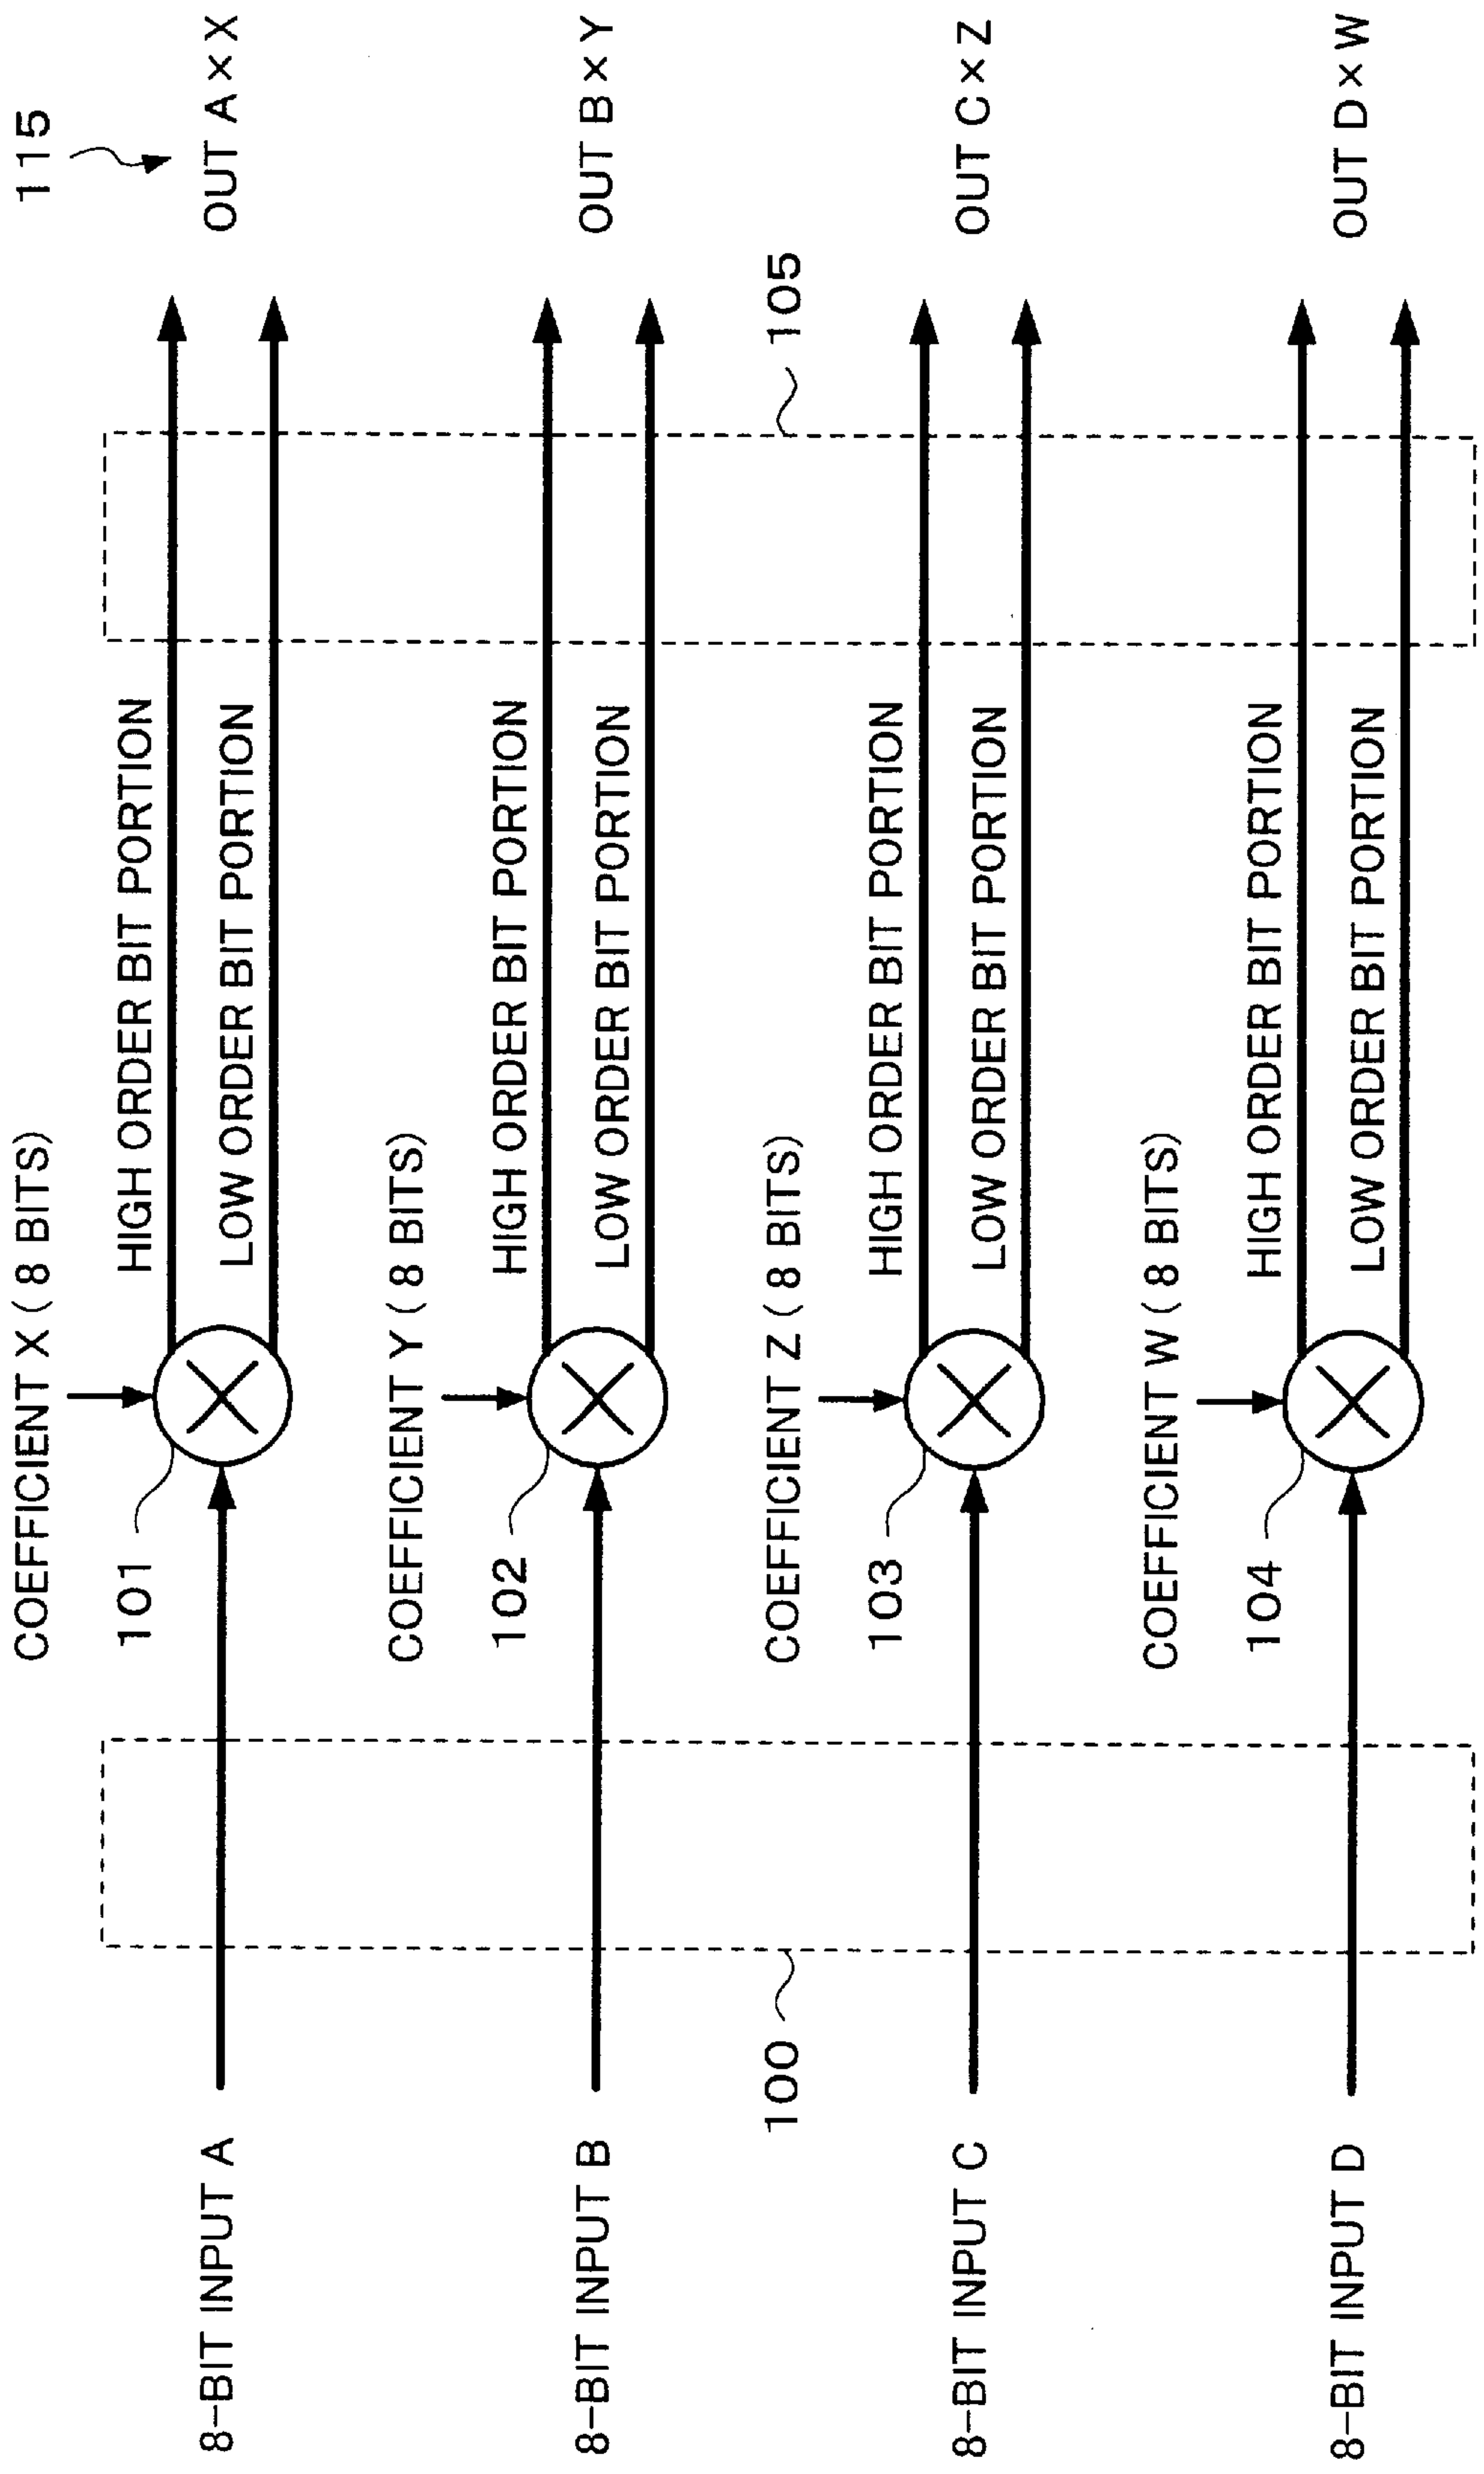 115
COEFFICIENT X ( 8 BITS)
101
HIGH ORDER BIT PORTION
LOW ORDER BIT PORTION
8-BIT INPUT A
OUT A × X
COEFFICIENT Y ( 8 BITS)
102
HIGH ORDER BIT PORTION
LOW ORDER BIT PORTION
8-BIT INPUT B
OUT B × Y
100
COEFFICIENT Z ( 8 BITS)
105
103
HIGH ORDER BIT PORTION
LOW ORDER BIT PORTION
8-BIT INPUT C
OUT C × Z
COEFFICIENT W ( 8 BITS)
104
HIGH ORDER BIT PORTION
LOW ORDER BIT PORTION
8-BIT INPUT D
OUT D × W